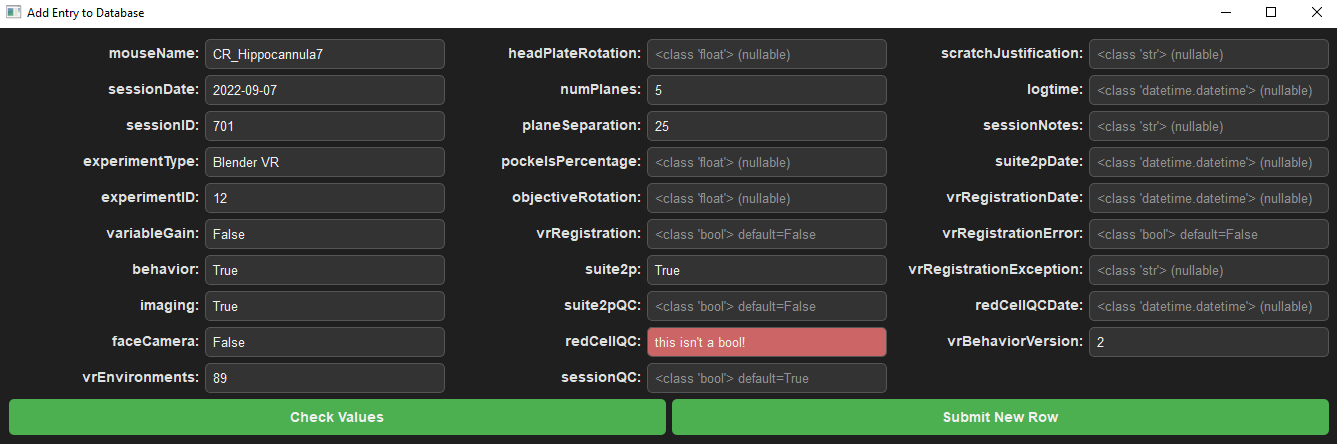 Add Entry to Database
mouseName: CR_Hippocannula7
sessionDate: 2022-09-07
sessionID: 701
experimentType: Blender VR
experimentID: 12
variableGain: False
behavior: True
imaging: True
faceCamera: False
vrEnvironments: 89
headPlateRotation: <class 'float'> (nullable)
numPlanes: 5
planeSeparation: 25
pockelsPercentage: <class 'float'> (nullable)
objectiveRotation: <class 'float'> (nullable)
vrRegistration: <class 'bool'> default=False
suite2p: True
suite2pQC: <class 'bool'> default=False
redCellQC: this isn't a bool!
sessionQC: <class 'bool'> default=True
scratchJustification: <class 'str'> (nullable)
logtime: <class 'datetime.datetime'> (nullable)
sessionNotes: <class 'str'> (nullable)
suite2pDate: <class 'datetime.datetime'> (nullable)
vrRegistrationDate: <class 'datetime.datetime'> (nullable)
vrRegistrationError: <class 'bool'> default=False
vrRegistrationException: <class 'str'> (nullable)
redCellQCDate: <class 'datetime.datetime'> (nullable)
vrBehaviorVersion: 2
Check Values
Submit New Row